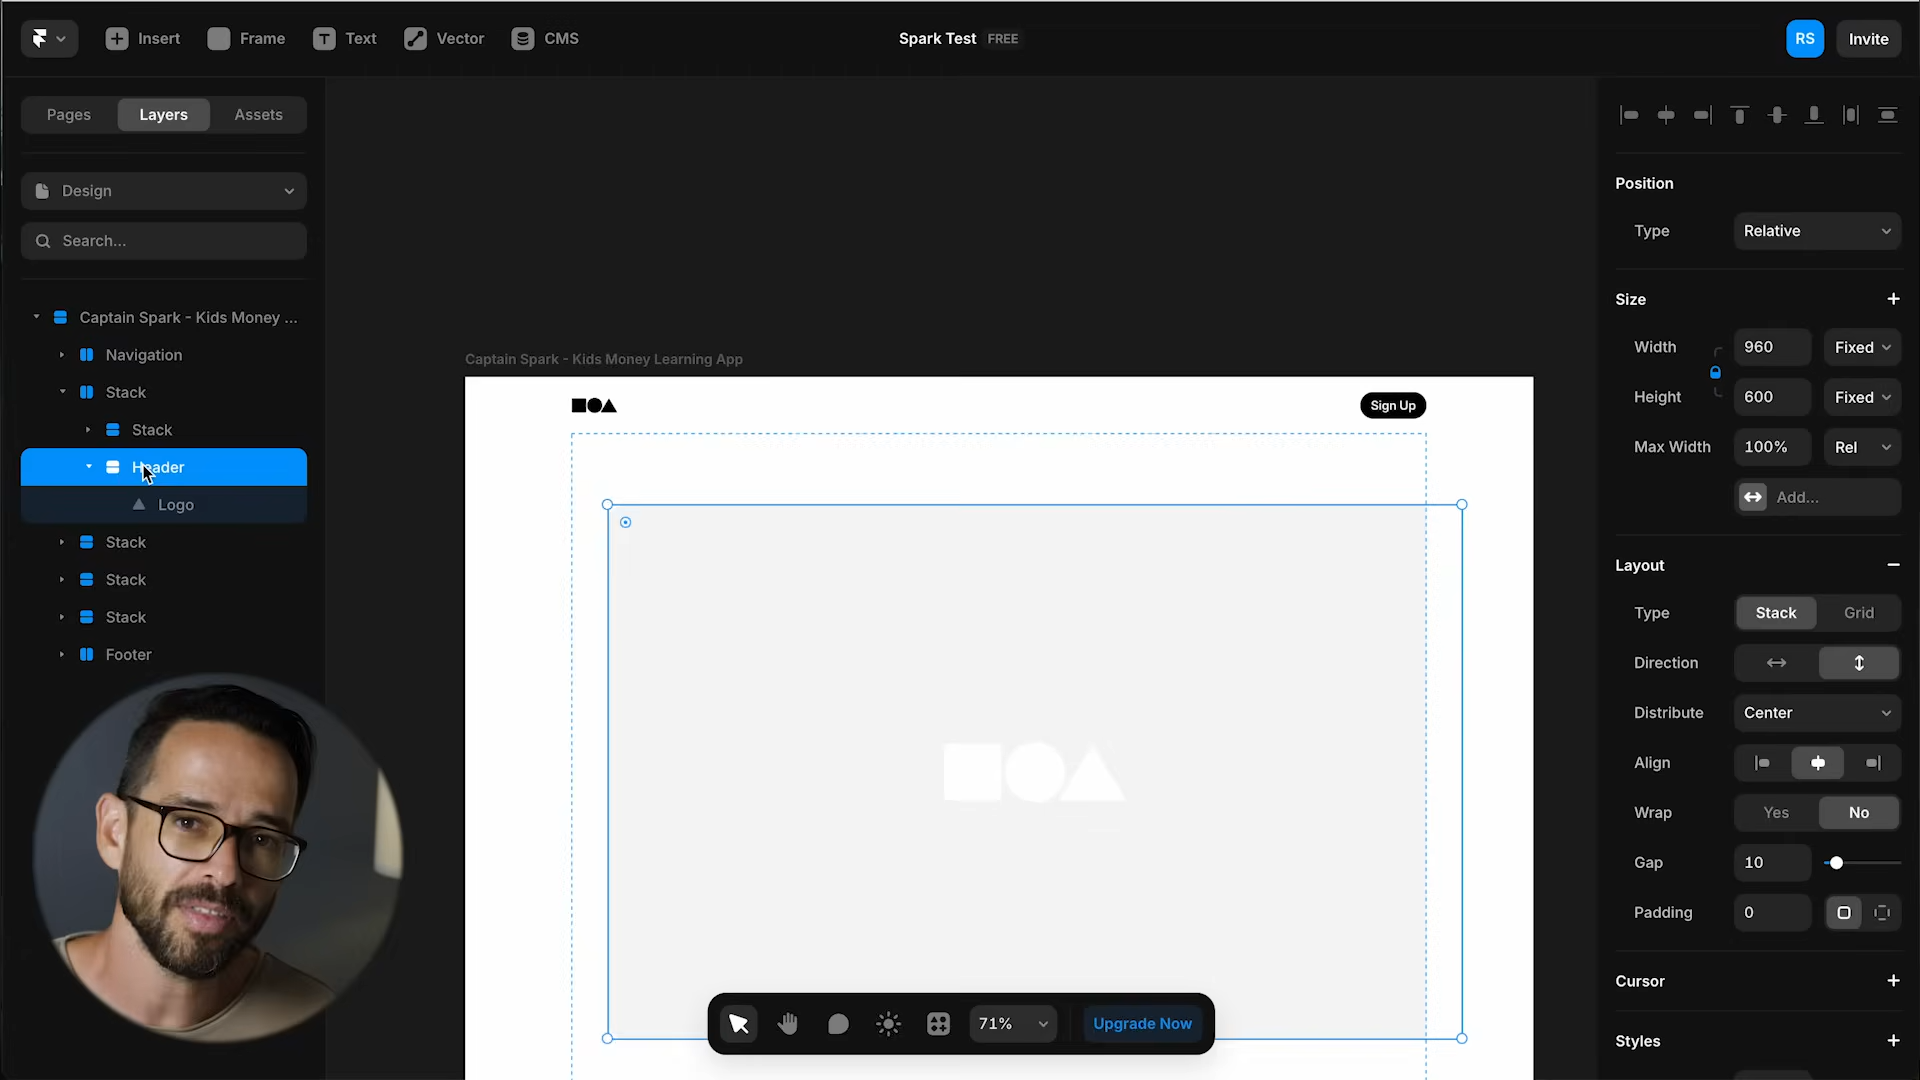 Insert
Frame
Text
Vector
CMS
Spark Test FREE
RS
Invite
Pages
Layers
Assets
Design
Search...
Captain Spark - Kids Money ...
Navigation
Stack
Stack
Header
Logo
Stack
Stack
Stack
Footer
Captain Spark - Kids Money Learning App
Sign Up
71%
Upgrade Now
Position
Type
Relative
Size
Width
960
Fixed
Height
600
Fixed
Max Width
100%
Rel
Add...
Layout
Type
Stack
Grid
Direction
Distribute
Center
Align
Wrap
Yes
No
Gap
10
Padding
0
Cursor
Styles